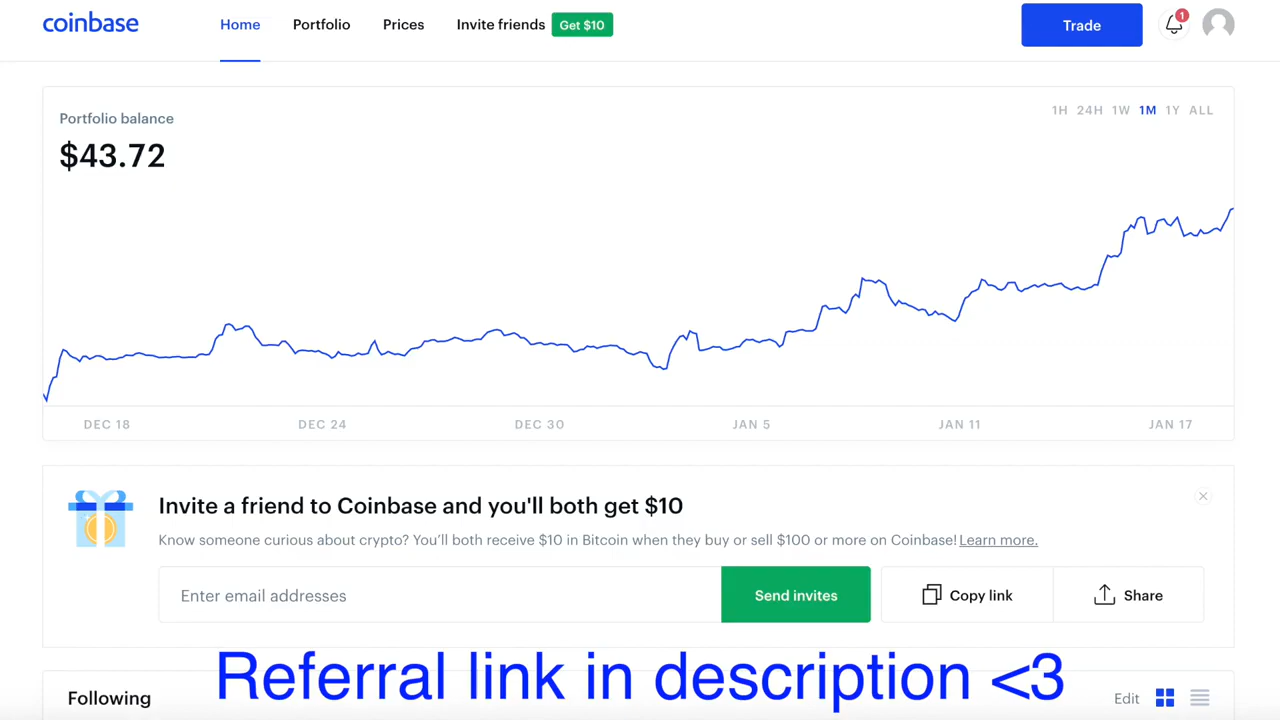 coinbase
Home Portfolio Prices Invite friends Get $10 Trade 1
Portfolio balance 1H 24H 1W 1M 1Y ALL
$43.72
DEC 18 DEC 24 DEC 30 JAN 5 JAN 11 JAN 17
Invite a friend to Coinbase and you'll both get $10
Know someone curious about crypto? You’ll both receive $10 in Bitcoin when they buy or sell $100 or more on Coinbase! Learn more.
Enter email addresses Send invites Copy link Share
Referral link in description <3
Following Edit